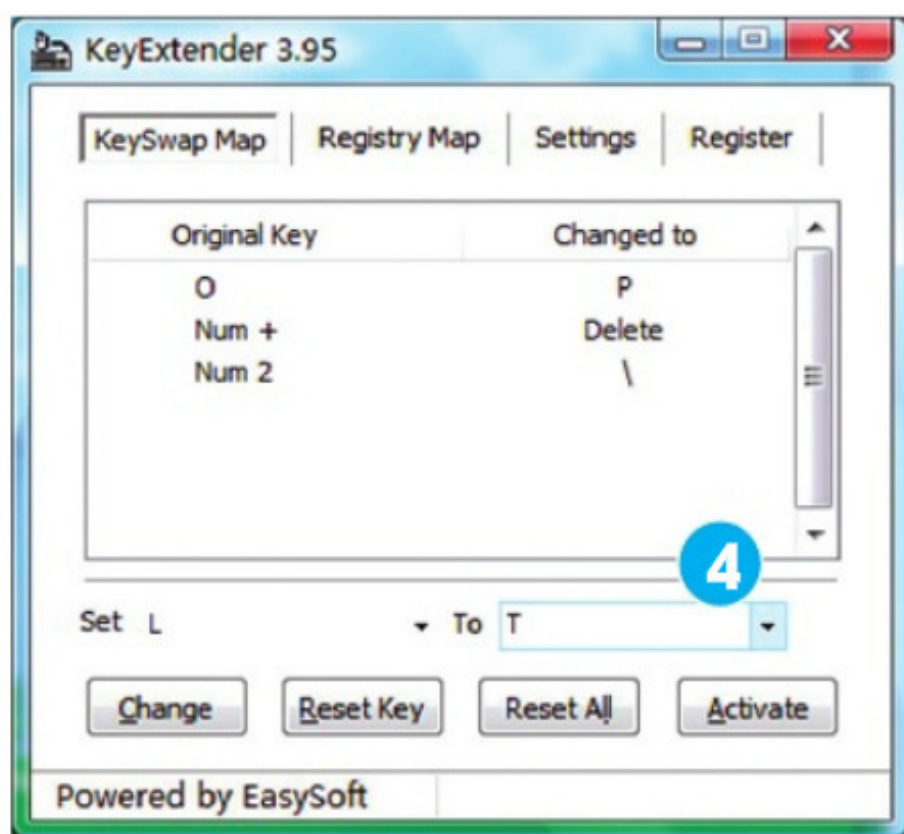 KeyExtender 3.95
KeySwap Map Registry Map Settings Register
Original Key Changed to
O P
Num + Delete
Num 2 \
4
Set L To T
Change Reset Key Reset All Activate
Powered by EasySoft